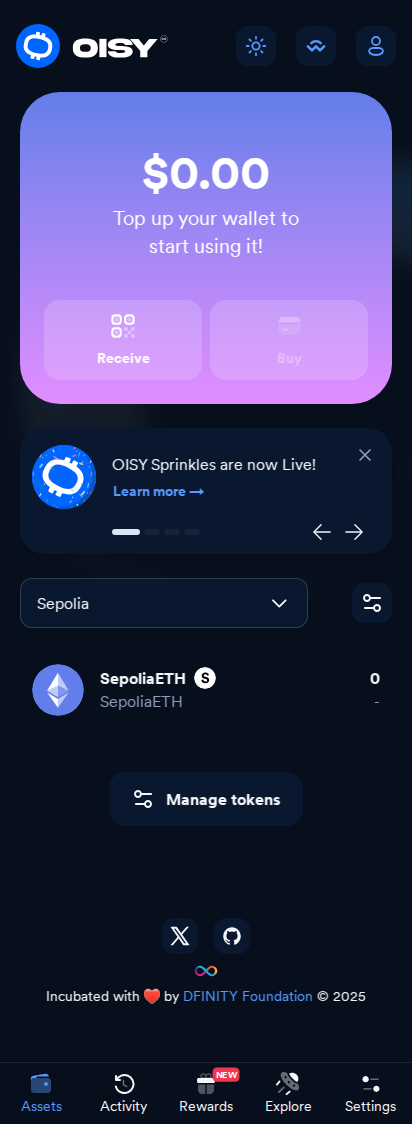 OISY
$0.00
Top up your wallet to
start using it!
Receive
Buy
OISY Sprinkles are now Live!
Learn more →
Sepolia
SepoliaETH S
0
SepoliaETH
-
Manage tokens
Incubated with ❤️ by DFINITY Foundation © 2025
NEW
Assets
Activity
Rewards
Explore
Settings